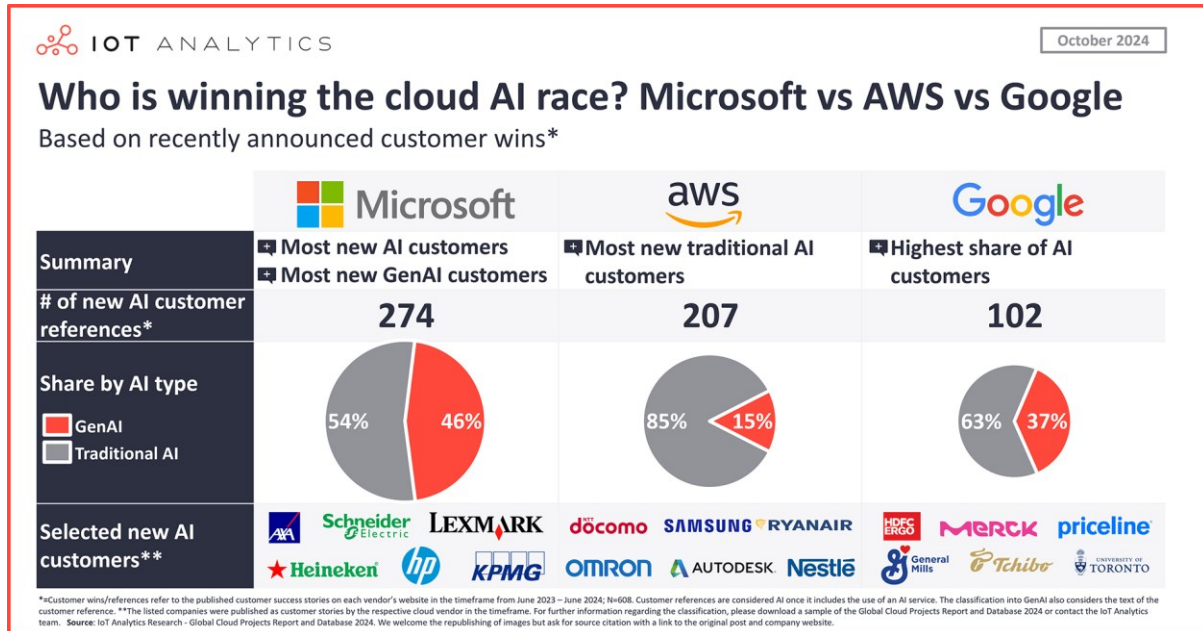 IOT ANALYTICS
October 2024
Who is winning the cloud AI race? Microsoft vs AWS vs Google
Based on recently announced customer wins*
Microsoft
aws
Google
Summary
Most new AI customers
Most new GenAI customers
Most new traditional AI
customers
Highest share of AI
customers
# of new AI customer
references*
274
207
102
Share by AI type
GenAI
Traditional AI
54%
46%
85%
15%
63%
37%
Selected new AI
customers**
AXA
Schneider
Electric
LEXMARK
Heineken
hp
KPMG
NTT
docomo
SAMSUNG
RYANAIR
OMRON
AUTODESK
Nestlé
HDFC
ERGO
MERCK
priceline
General
Mills
Tchibo
UNIVERSITY OF
TORONTO
*=Customer wins/references refer to the published customer success stories on each vendor's website in the timeframe from June 2023 – June 2024; N=608. Customer references are considered AI once it includes the use of an AI service. The classification into GenAI also considers the text of the
customer reference. **The listed companies were published as customer stories by the respective cloud vendor in the timeframe. For further information regarding the classification, please download a sample of the Global Cloud Projects Report and Database 2024 or contact the IoT Analytics
team. Source: IoT Analytics Research - Global Cloud Projects Report and Database 2024. We welcome the republishing of images but ask for source citation with a link to the original post and company website.